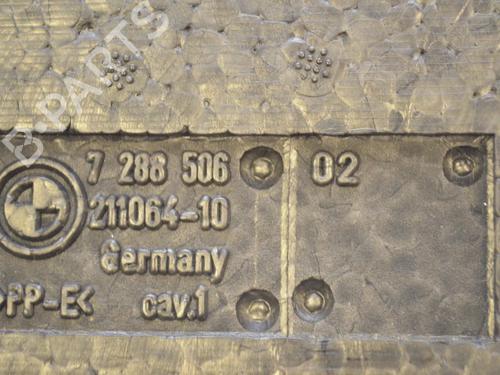 B-PARTS
7 288 506
02
211064-10
Germany
>PP-E<
cav.1